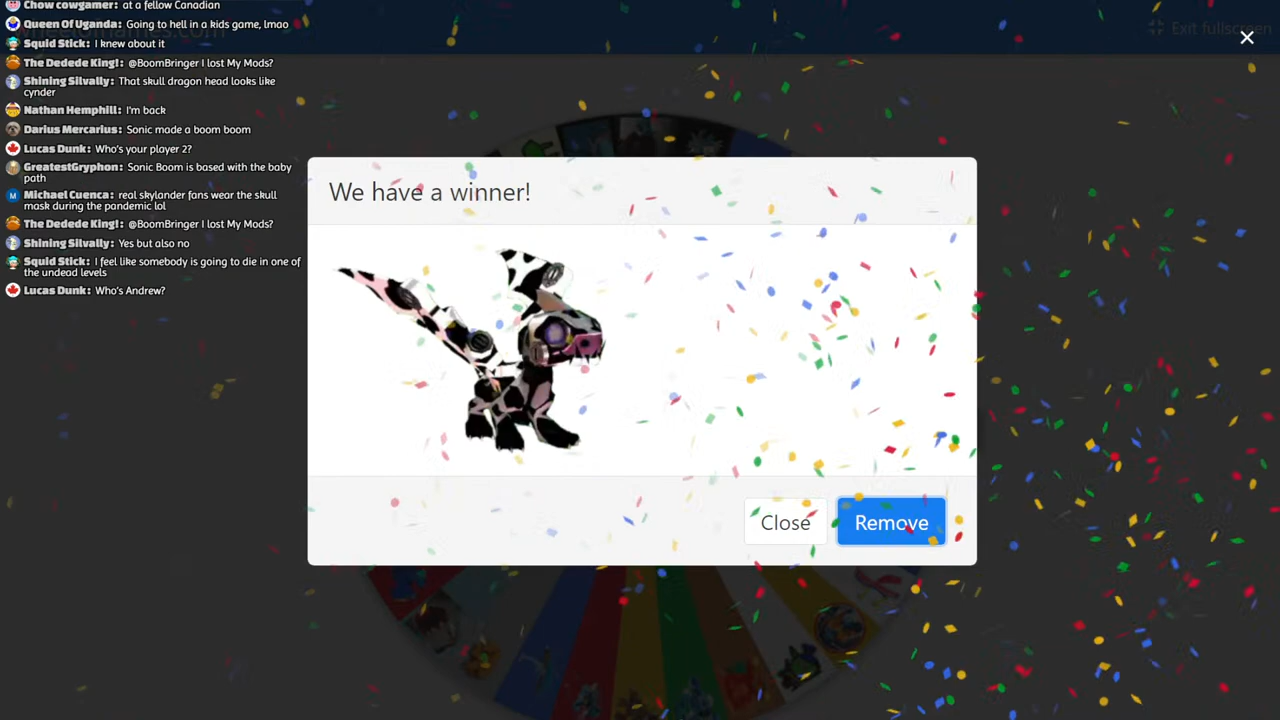 Chow cowgamer: at a fellow Canadian
Queen Of Uganda: Going to hell in a kids game, lmao
wheelofnames.com
Exit fullscreen
Squid Stick: I knew about it
The Dedede King!: @BoomBringer I lost My Mods?
Shining Silvally: That skull dragon head looks like
cynder
Nathan Hemphill: I'm back
Darius Mercarius: Sonic made a boom boom
Lucas Dunk: Who's your player 2?
GreatestGryphon: Sonic Boom is based with the baby
path
M
Michael Cuenca: real skylander fans wear the skull
mask during the pandemic lol
The Dedede King!: @BoomBringer I lost My Mods?
Shining Silvally: Yes but also no
Squid Stick: I feel like somebody is going to die in one of
the undead levels
Lucas Dunk: Who's Andrew?
We have a winner!
Close
Remove